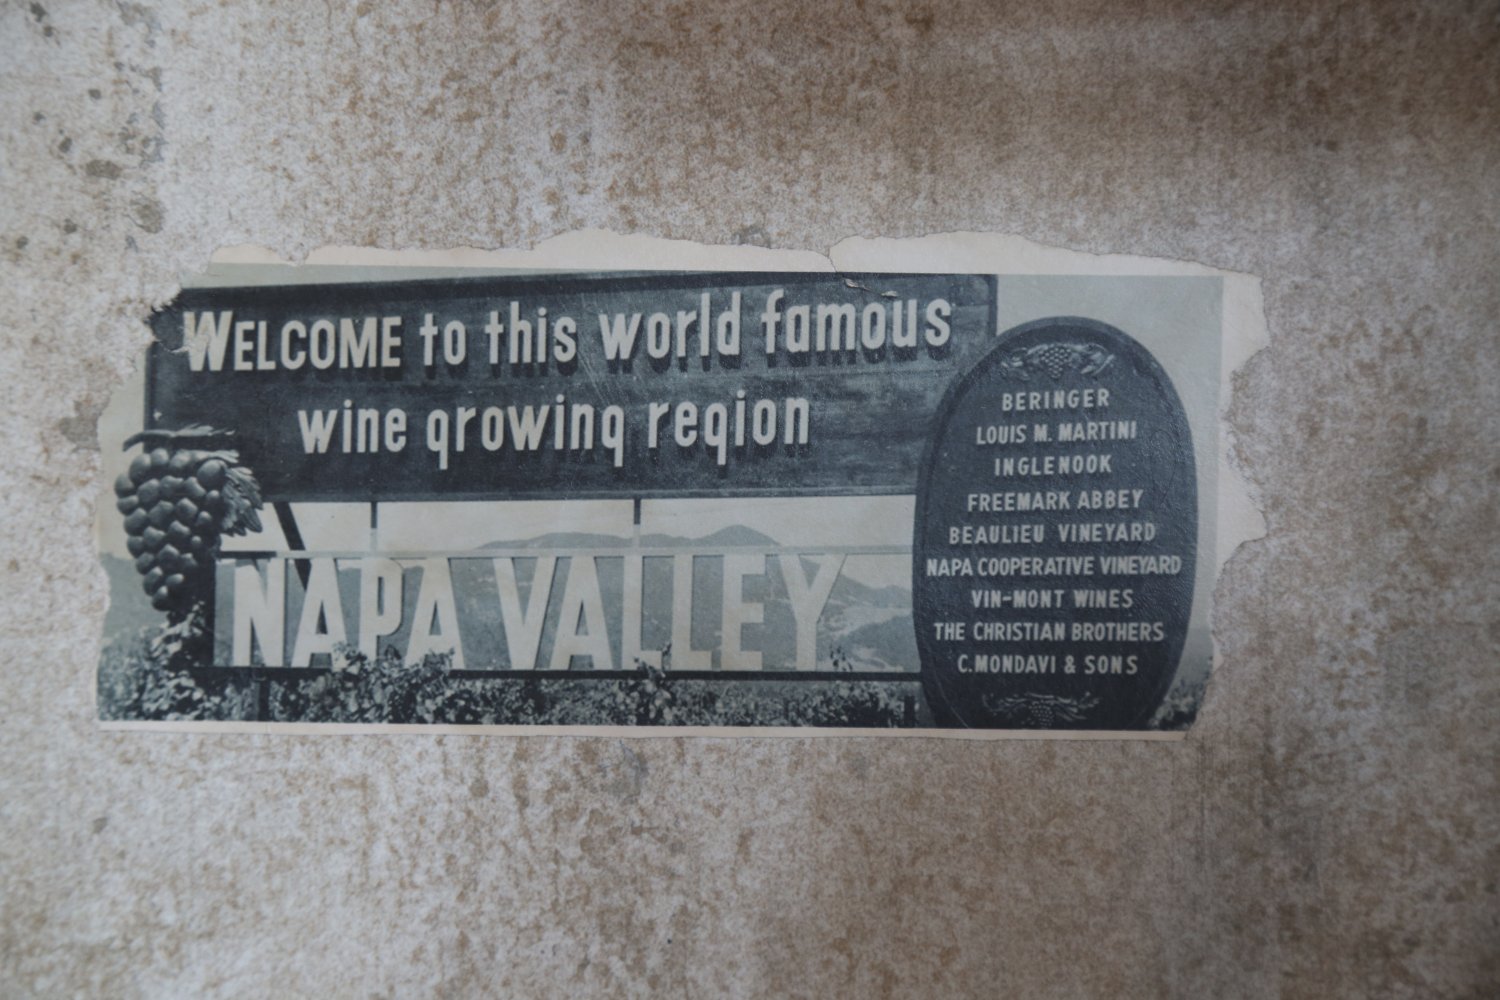 WELCOME to this world famous
wine growing region
NAPA VALLEY
BERINGER
LOUIS M. MARTINI
INGLENOOK
FREEMARK ABBEY
BEAULIEU VINEYARD
NAPA COOPERATIVE VINEYARD
VIN-MONT WINES
THE CHRISTIAN BROTHERS
C.MONDAVI & SONS